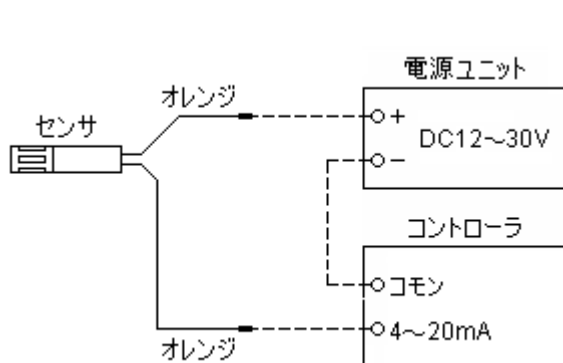 電源ユニット
オレンジ
センサ
+
DC12～30V
−
コントローラ
コモン
4～20mA
オレンジ